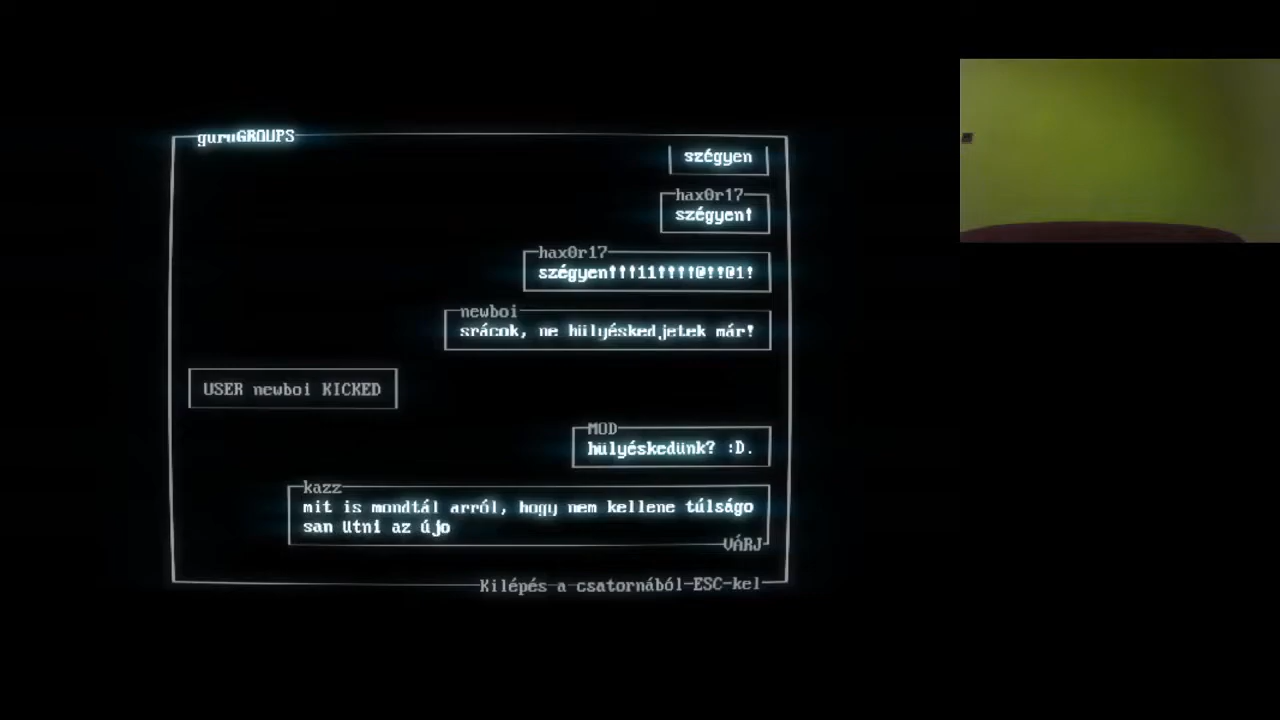 guruGROUPS
szégyen
hax0r17
szégyen!
hax0r17
szégyen!!!11!!!!@!!@1!
newboi
srácok, ne hülyéskedjetek már!
USER newboi KICKED
MOD
hülyéskedünk? :D.
kazz
mit is mondtál arról, hogy nem kellene túlságo
san ütni az újo
VÁRJ
Kilépés a csatornából ESC-kel